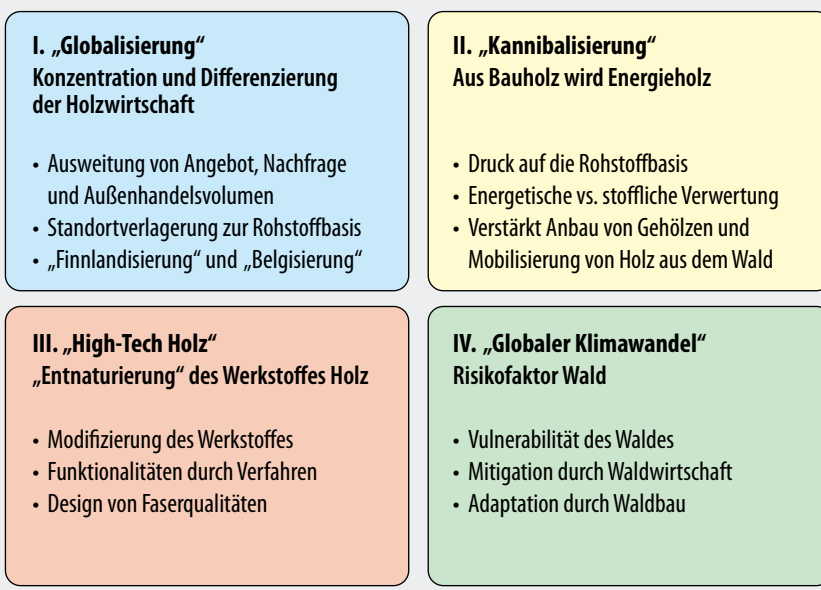 I. „Globalisierung“
Konzentration und Differenzierung
der Holzwirtschaft
• Ausweitung von Angebot, Nachfrage
und Außenhandelsvolumen
• Standortverlagerung zur Rohstoffbasis
• „Finnlandisierung“ und „Belgisierung“
II. „Kannibalisierung“
Aus Bauholz wird Energieholz
• Druck auf die Rohstoffbasis
• Energetische vs. stoffliche Verwertung
• Verstärkt Anbau von Gehölzen und
Mobilisierung von Holz aus dem Wald
III. „High-Tech Holz“
„Entnaturierung“ des Werkstoffes Holz
• Modifizierung des Werkstoffes
• Funktionalitäten durch Verfahren
• Design von Faserqualitäten
IV. „Globaler Klimawandel“
Risikofaktor Wald
• Vulnerabilität des Waldes
• Mitigation durch Waldwirtschaft
• Adaptation durch Waldbau